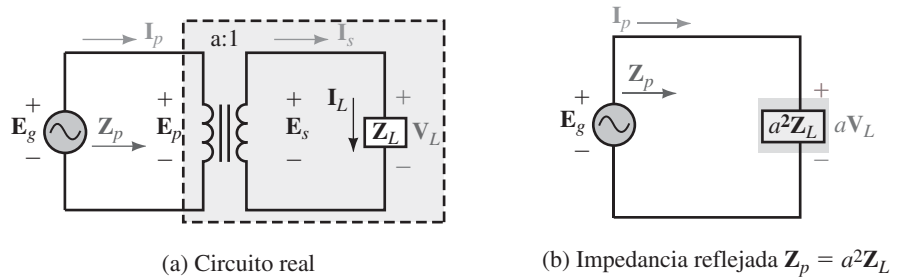 I_p a:1 I_s
+ + + I_L +
E_g Z_p E_p E_s Z_L V_L
− − − −
(a) Circuito real
I_p
Z_p
+ +
E_g a²Z_L aV_L
− −
(b) Impedancia reflejada Z_p = a²Z_L